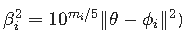 β_i^2 = 10^{m_i/5}‖θ − ϕ_i‖^2)